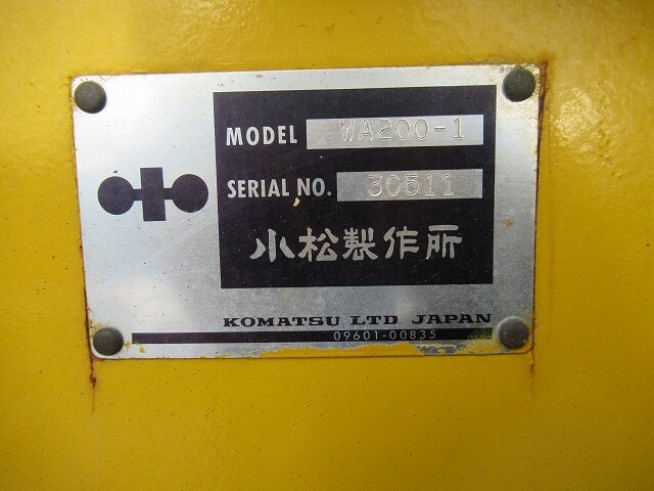 MODEL WA200-1
SERIAL NO. 30511
小松製作所
KOMATSU LTD JAPAN
09601-00835